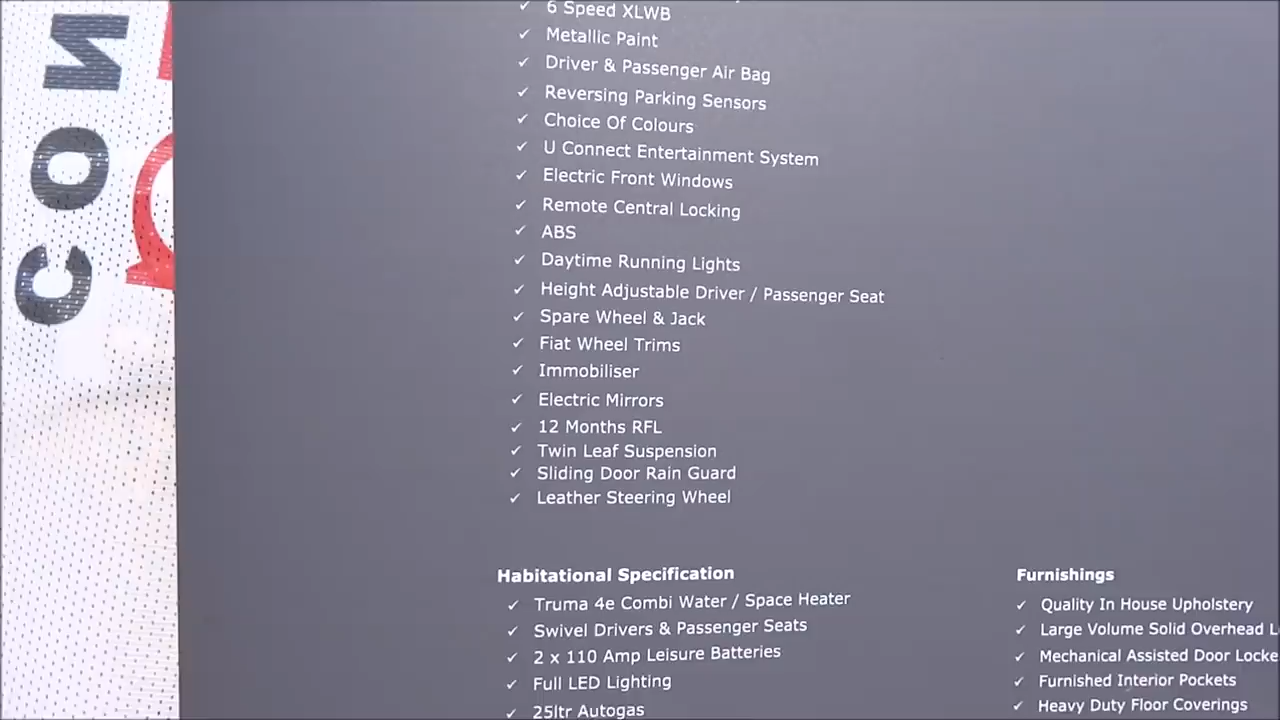 con
✓ 6 Speed XLWB
✓ Metallic Paint
✓ Driver & Passenger Air Bag
✓ Reversing Parking Sensors
✓ Choice Of Colours
✓ U Connect Entertainment System
✓ Electric Front Windows
✓ Remote Central Locking
✓ ABS
✓ Daytime Running Lights
✓ Height Adjustable Driver / Passenger Seat
✓ Spare Wheel & Jack
✓ Fiat Wheel Trims
✓ Immobiliser
✓ Electric Mirrors
✓ 12 Months RFL
✓ Twin Leaf Suspension
✓ Sliding Door Rain Guard
✓ Leather Steering Wheel
Habitational Specification
✓ Truma 4e Combi Water / Space Heater
✓ Swivel Drivers & Passenger Seats
✓ 2 x 110 Amp Leisure Batteries
✓ Full LED Lighting
✓ 25ltr Autogas
Furnishings
✓ Quality In House Upholstery
✓ Large Volume Solid Overhead L
✓ Mechanical Assisted Door Locke
✓ Furnished Interior Pockets
✓ Heavy Duty Floor Coverings